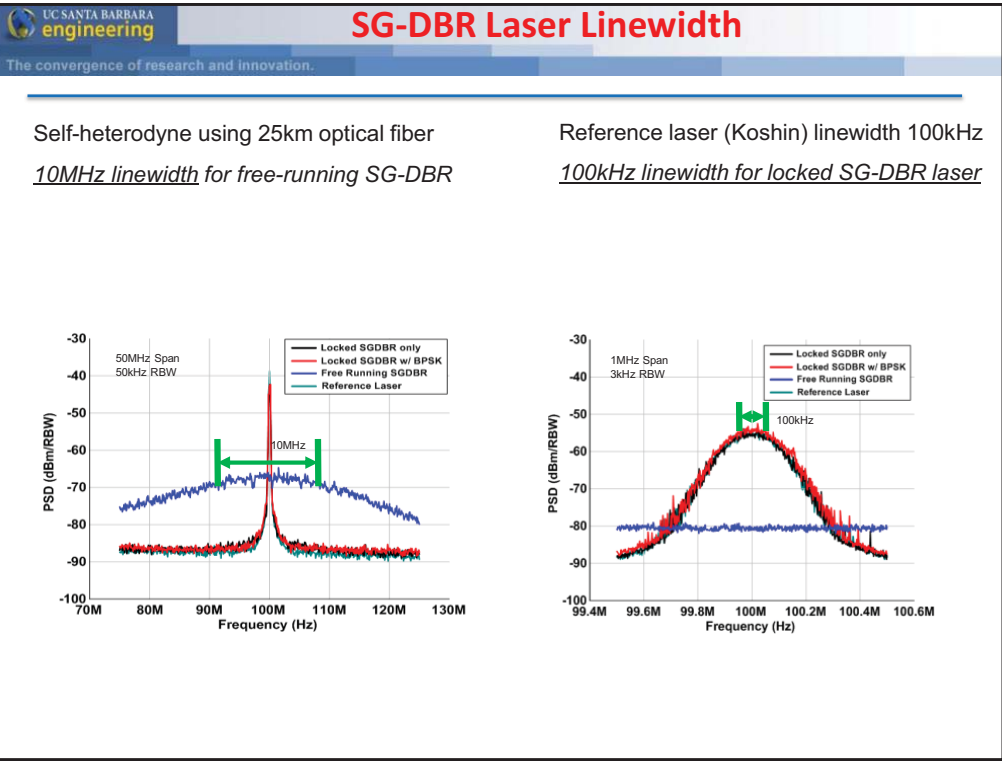 UC SANTA BARBARA
engineering
SG-DBR Laser Linewidth
The convergence of research and innovation.
Self-heterodyne using 25km optical fiber
10MHz linewidth for free-running SG-DBR
Reference laser (Koshin) linewidth 100kHz
100kHz linewidth for locked SG-DBR laser
50MHz Span
50kHz RBW
Locked SGDBR only
Locked SGDBR w/ BPSK
Free Running SGDBR
Reference Laser
10MHz
PSD (dBm/RBW)
-30
-40
-50
-60
-70
-80
-90
-100
70M 80M 90M 100M 110M 120M 130M
Frequency (Hz)
1MHz Span
3kHz RBW
Locked SGDBR only
Locked SGDBR w/ BPSK
Free Running SGDBR
Reference Laser
100kHz
PSD (dBm/RBW)
-30
-40
-50
-60
-70
-80
-90
-100
99.4M 99.6M 99.8M 100M 100.2M 100.4M 100.6M
Frequency (Hz)